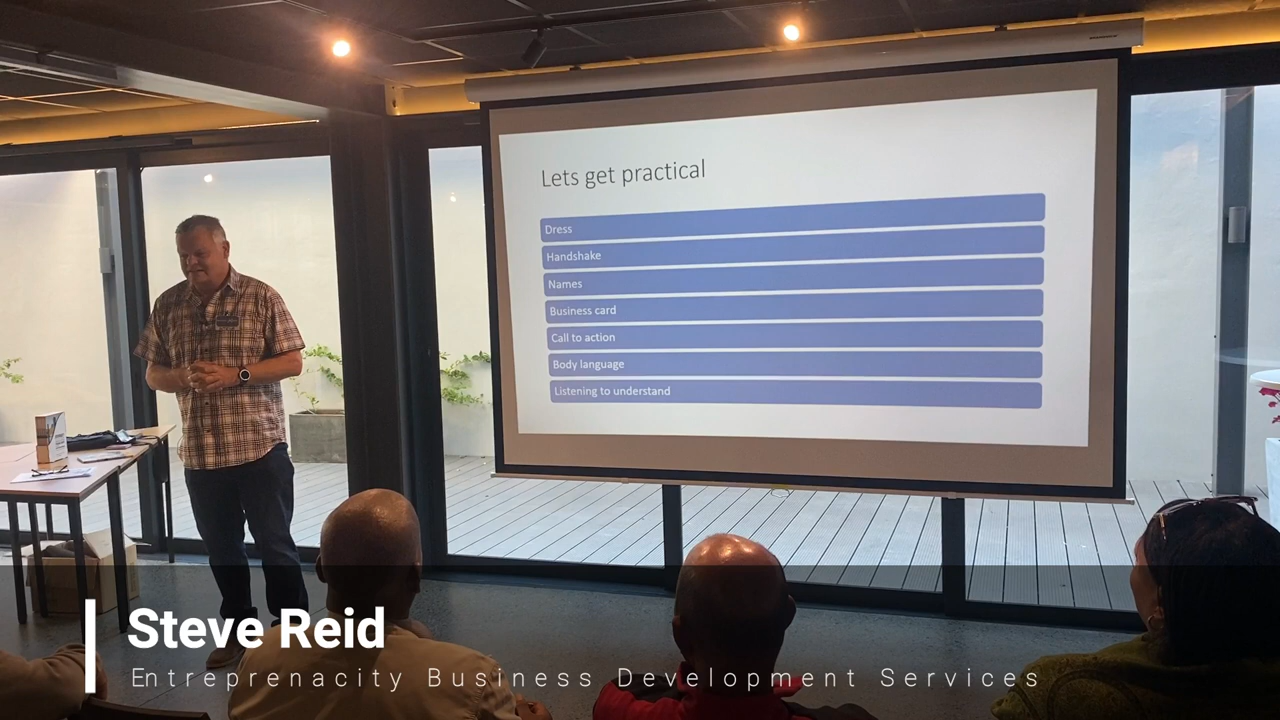 Lets get practical
Dress
Handshake
Names
Business card
Call to action
Body language
Listening to understand
Steve Reid
Entreprenacity Business Development Services